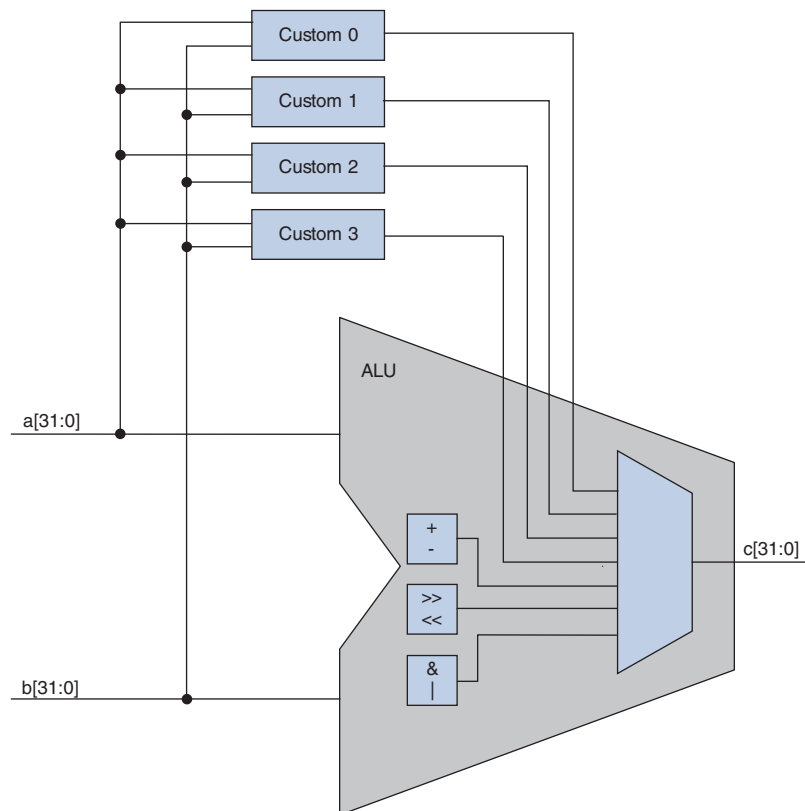 Custom 0
Custom 1
Custom 2
Custom 3
ALU
a[31:0]
+
-
c[31:0]
>>
<<
&
|
b[31:0]